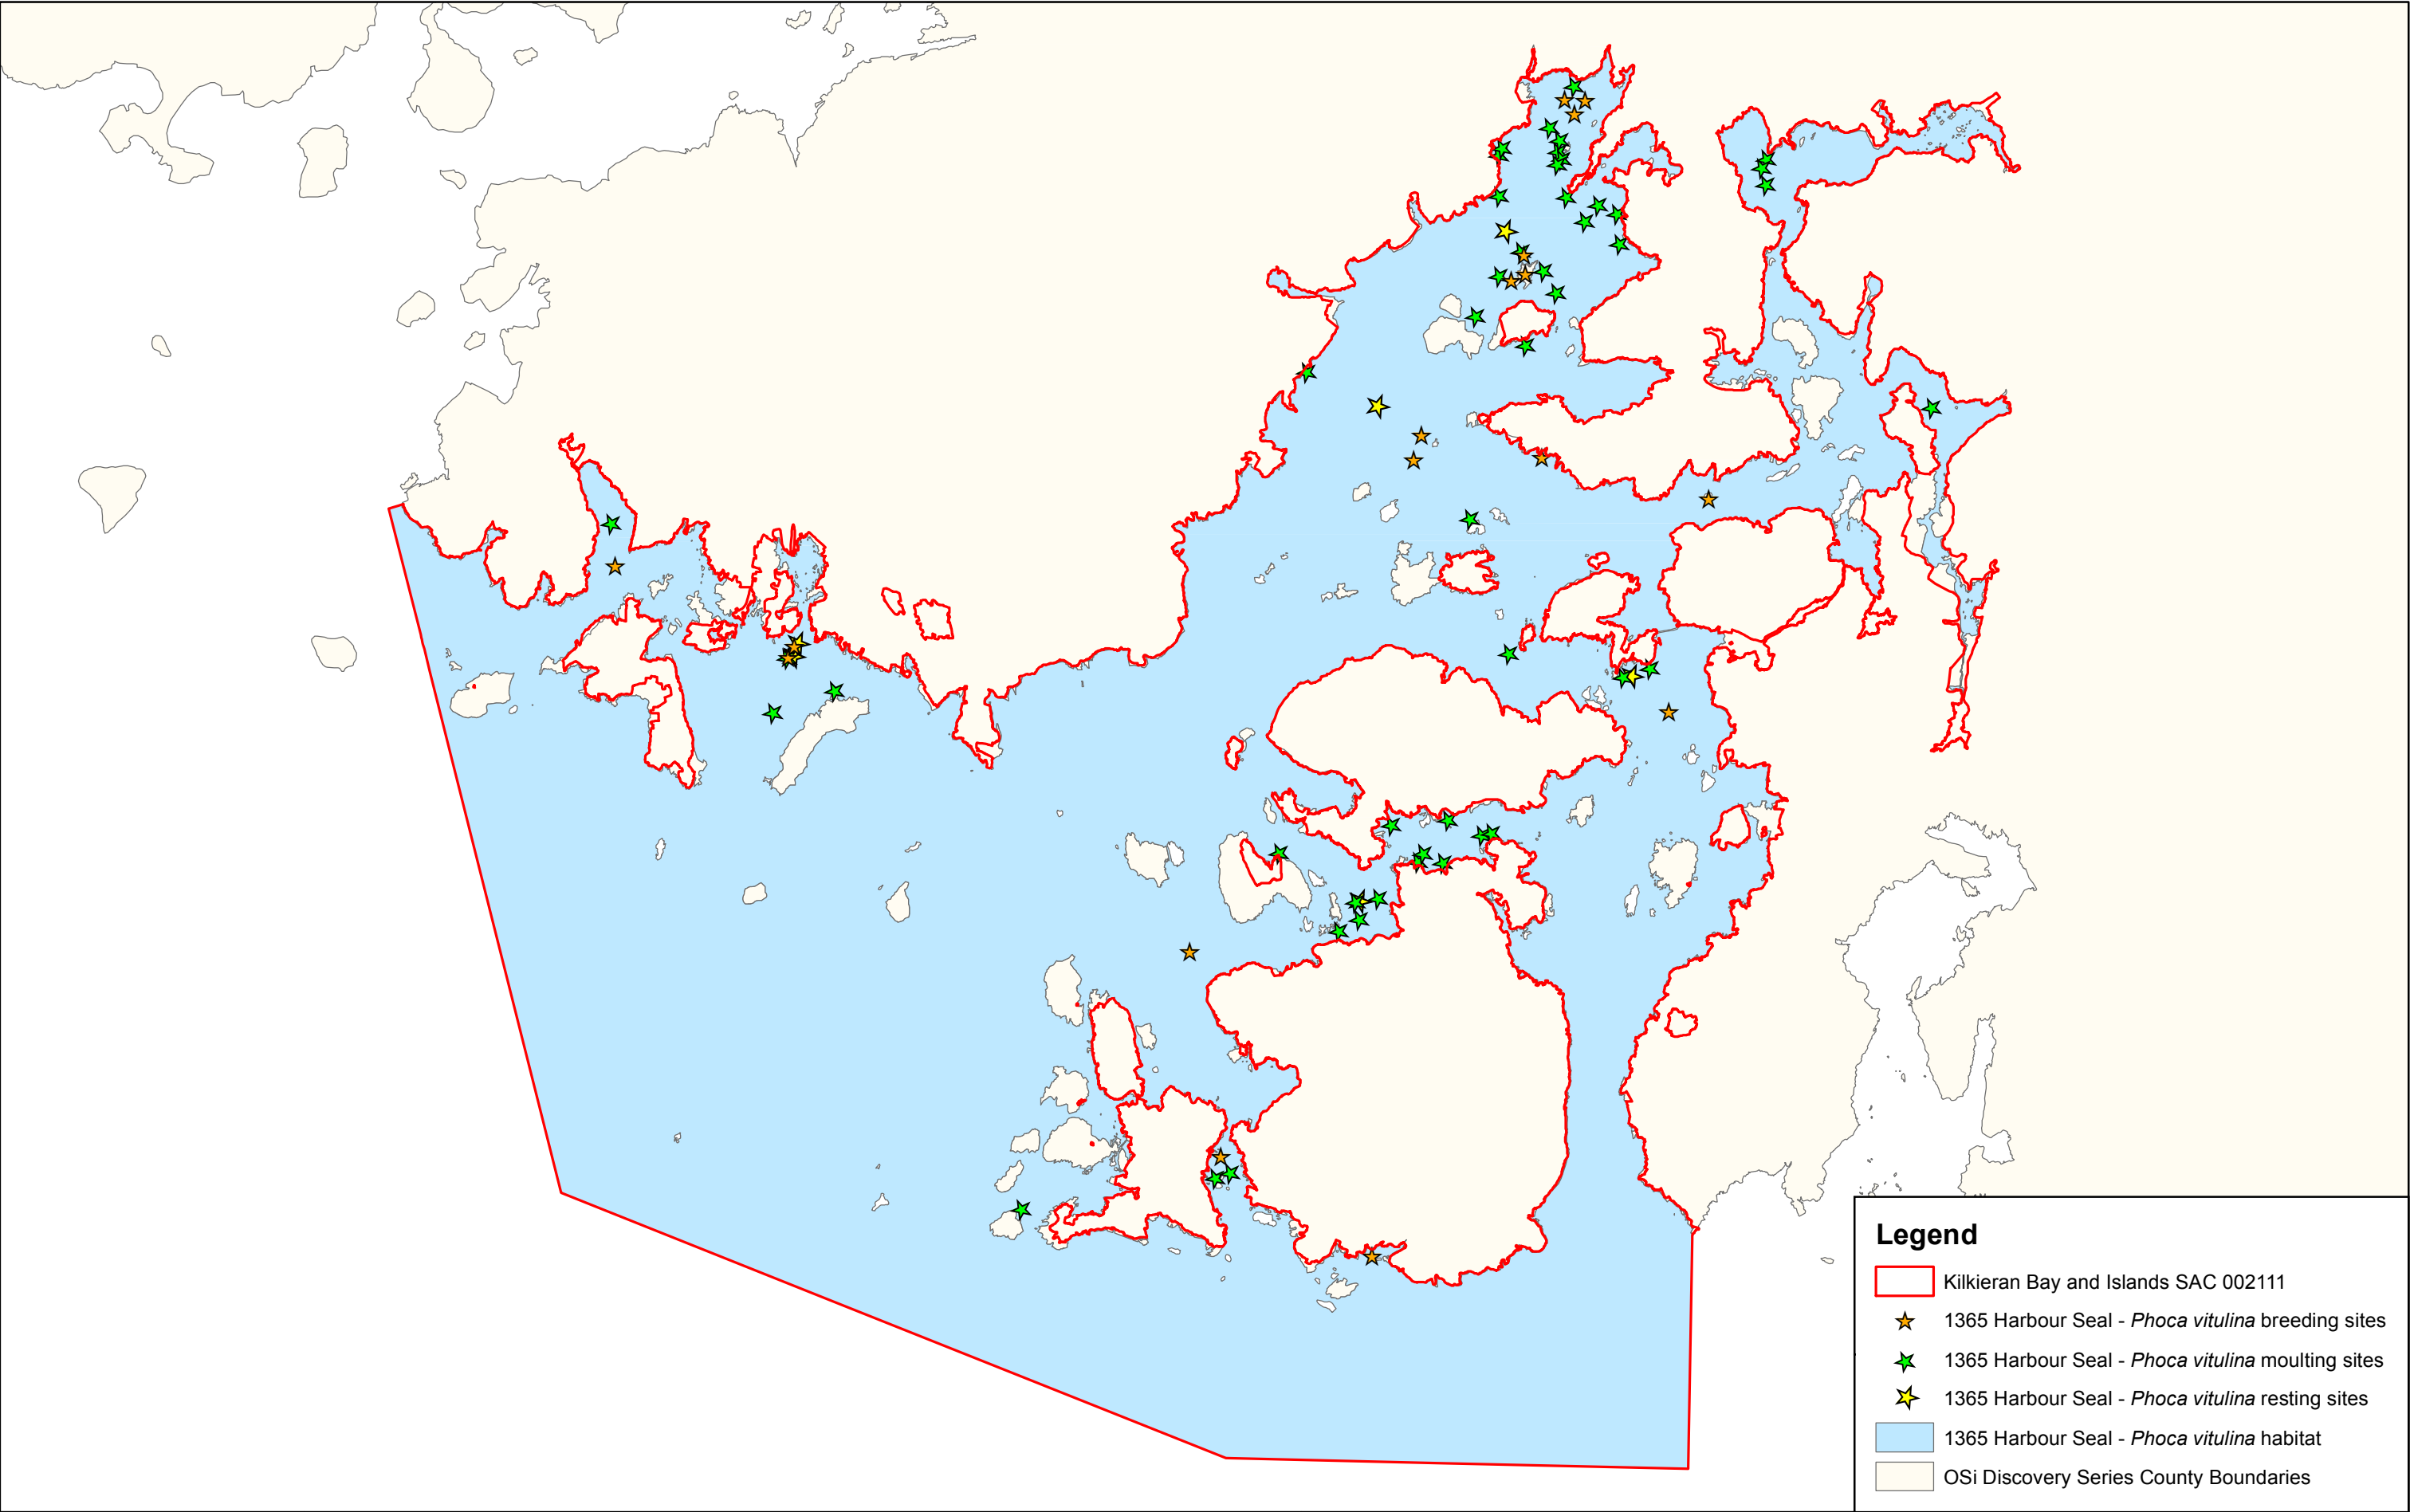 Legend
Kilkieran Bay and Islands SAC 002111
1365 Harbour Seal - Phoca vitulina breeding sites
1365 Harbour Seal - Phoca vitulina moulting sites
1365 Harbour Seal - Phoca vitulina resting sites
1365 Harbour Seal - Phoca vitulina habitat
OSi Discovery Series County Boundaries